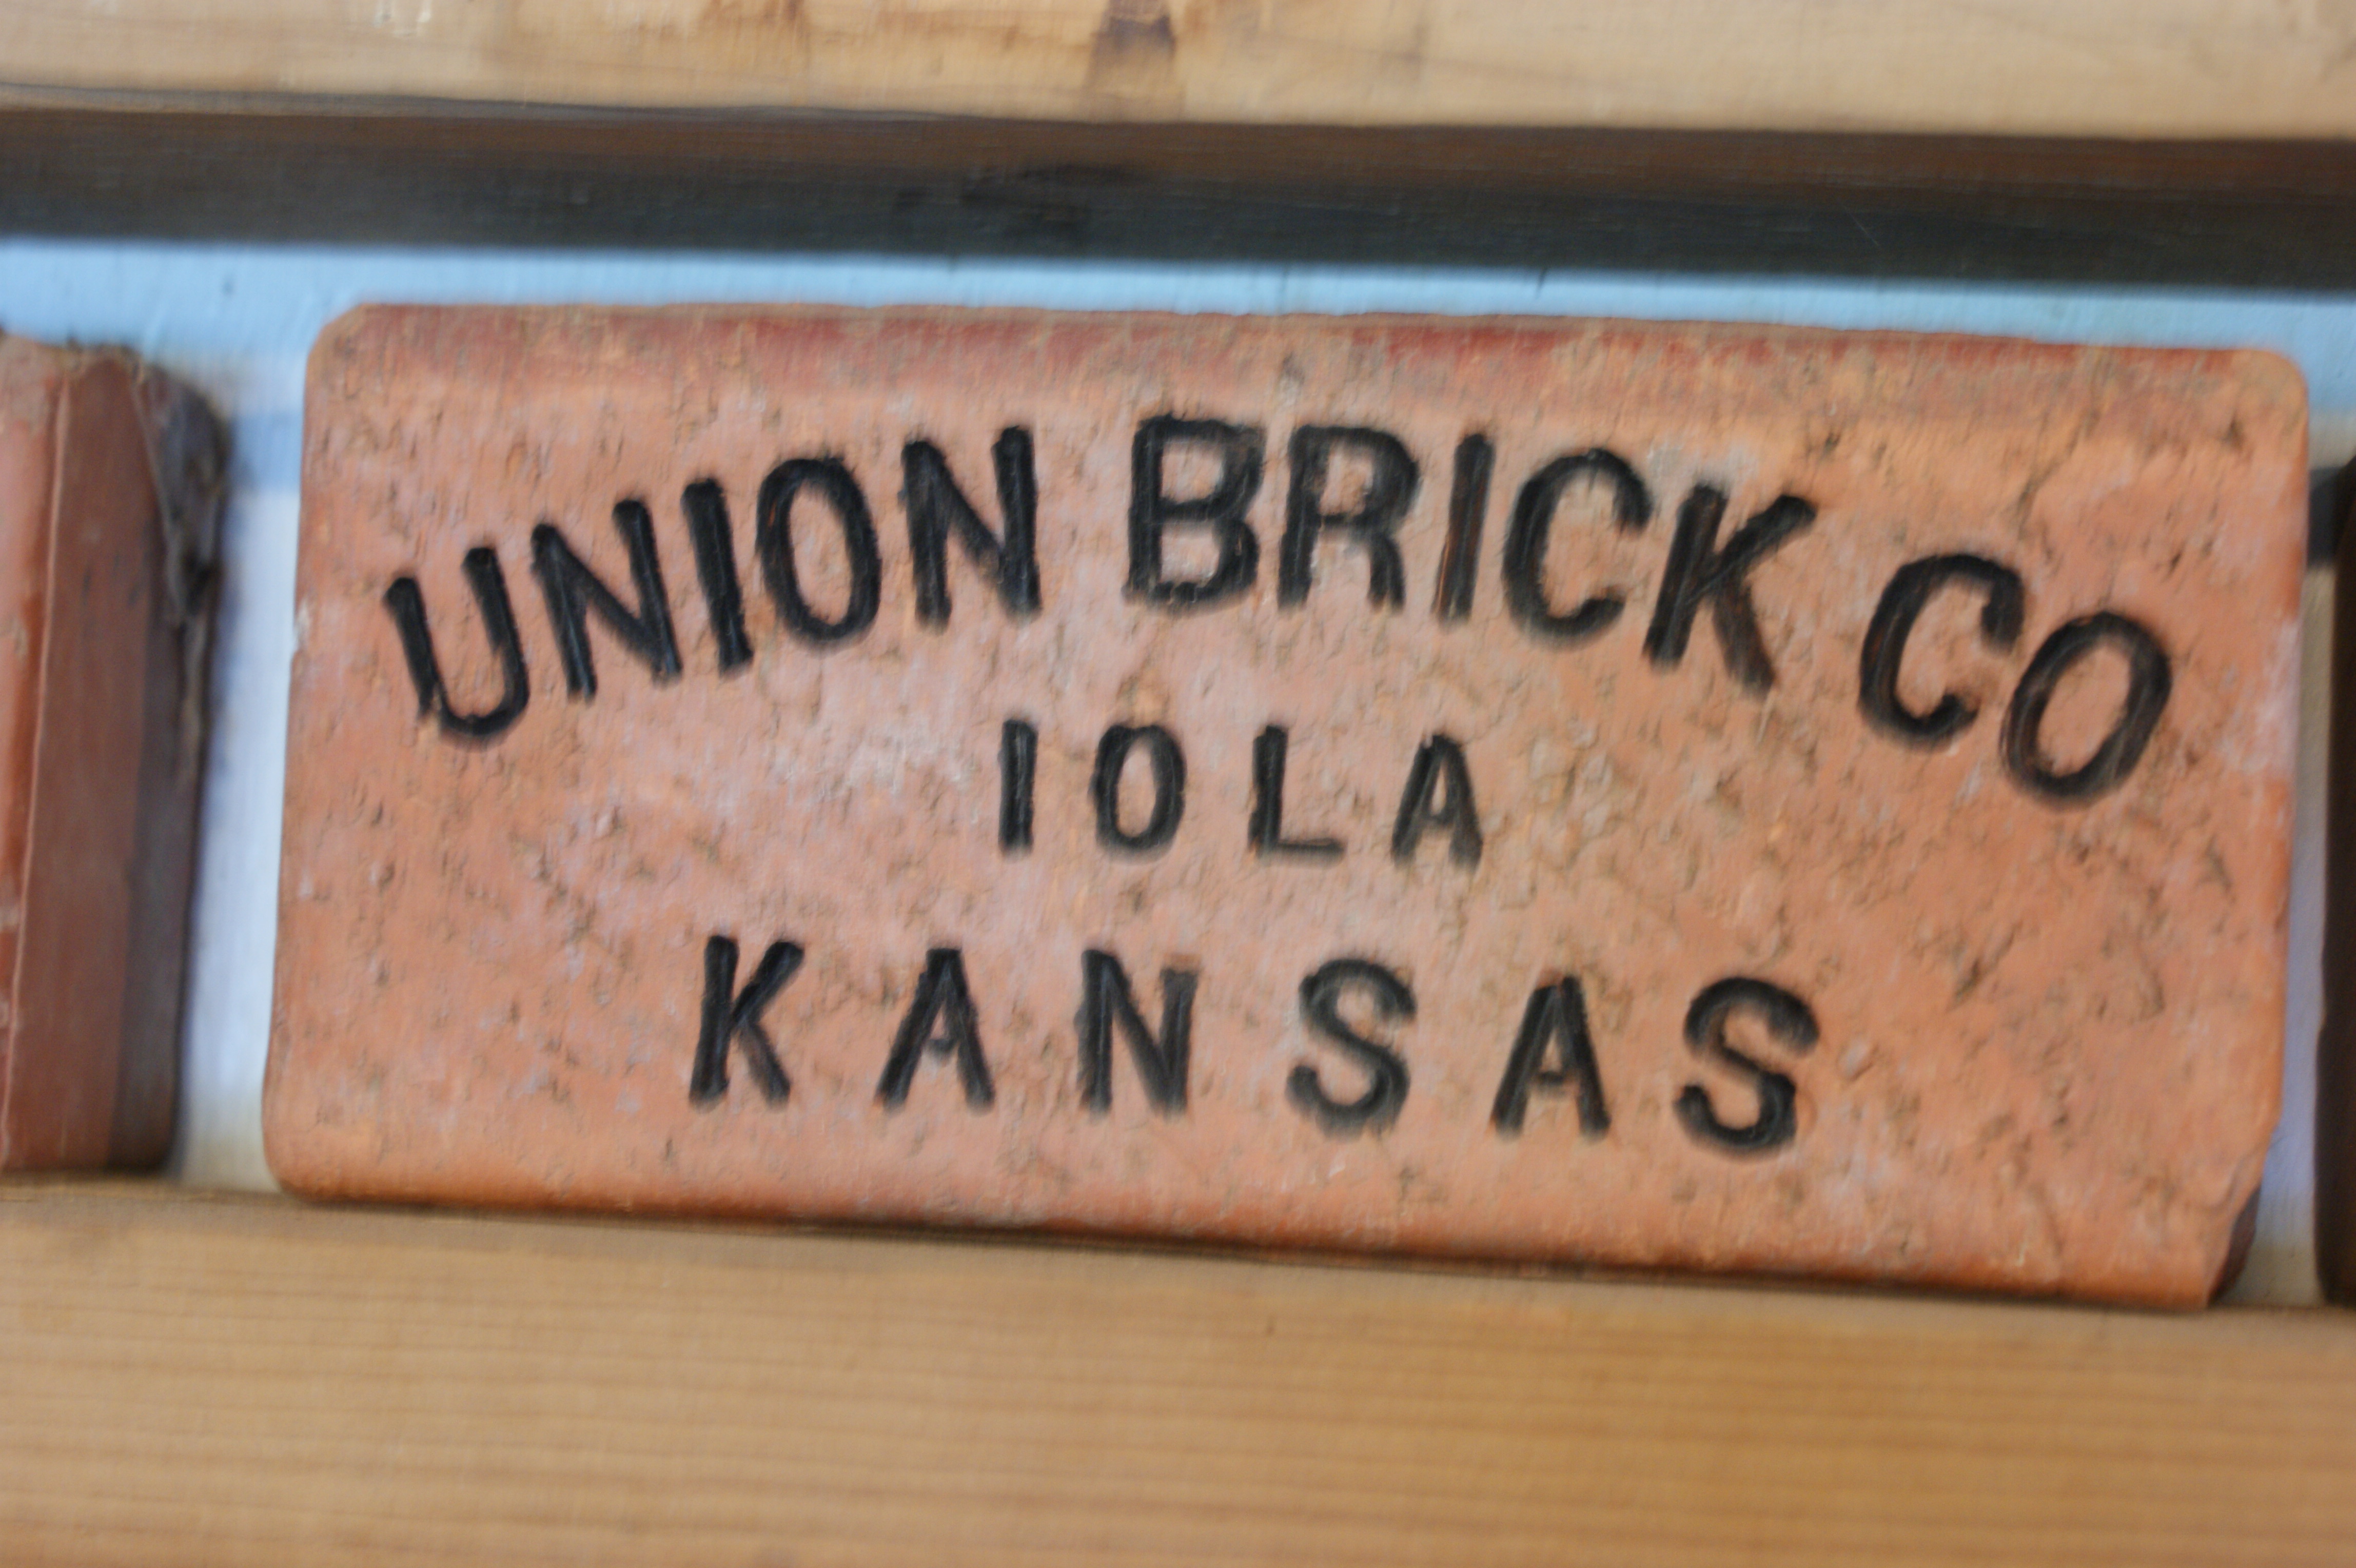 UNION BRICK CO
IOLA
KANSAS